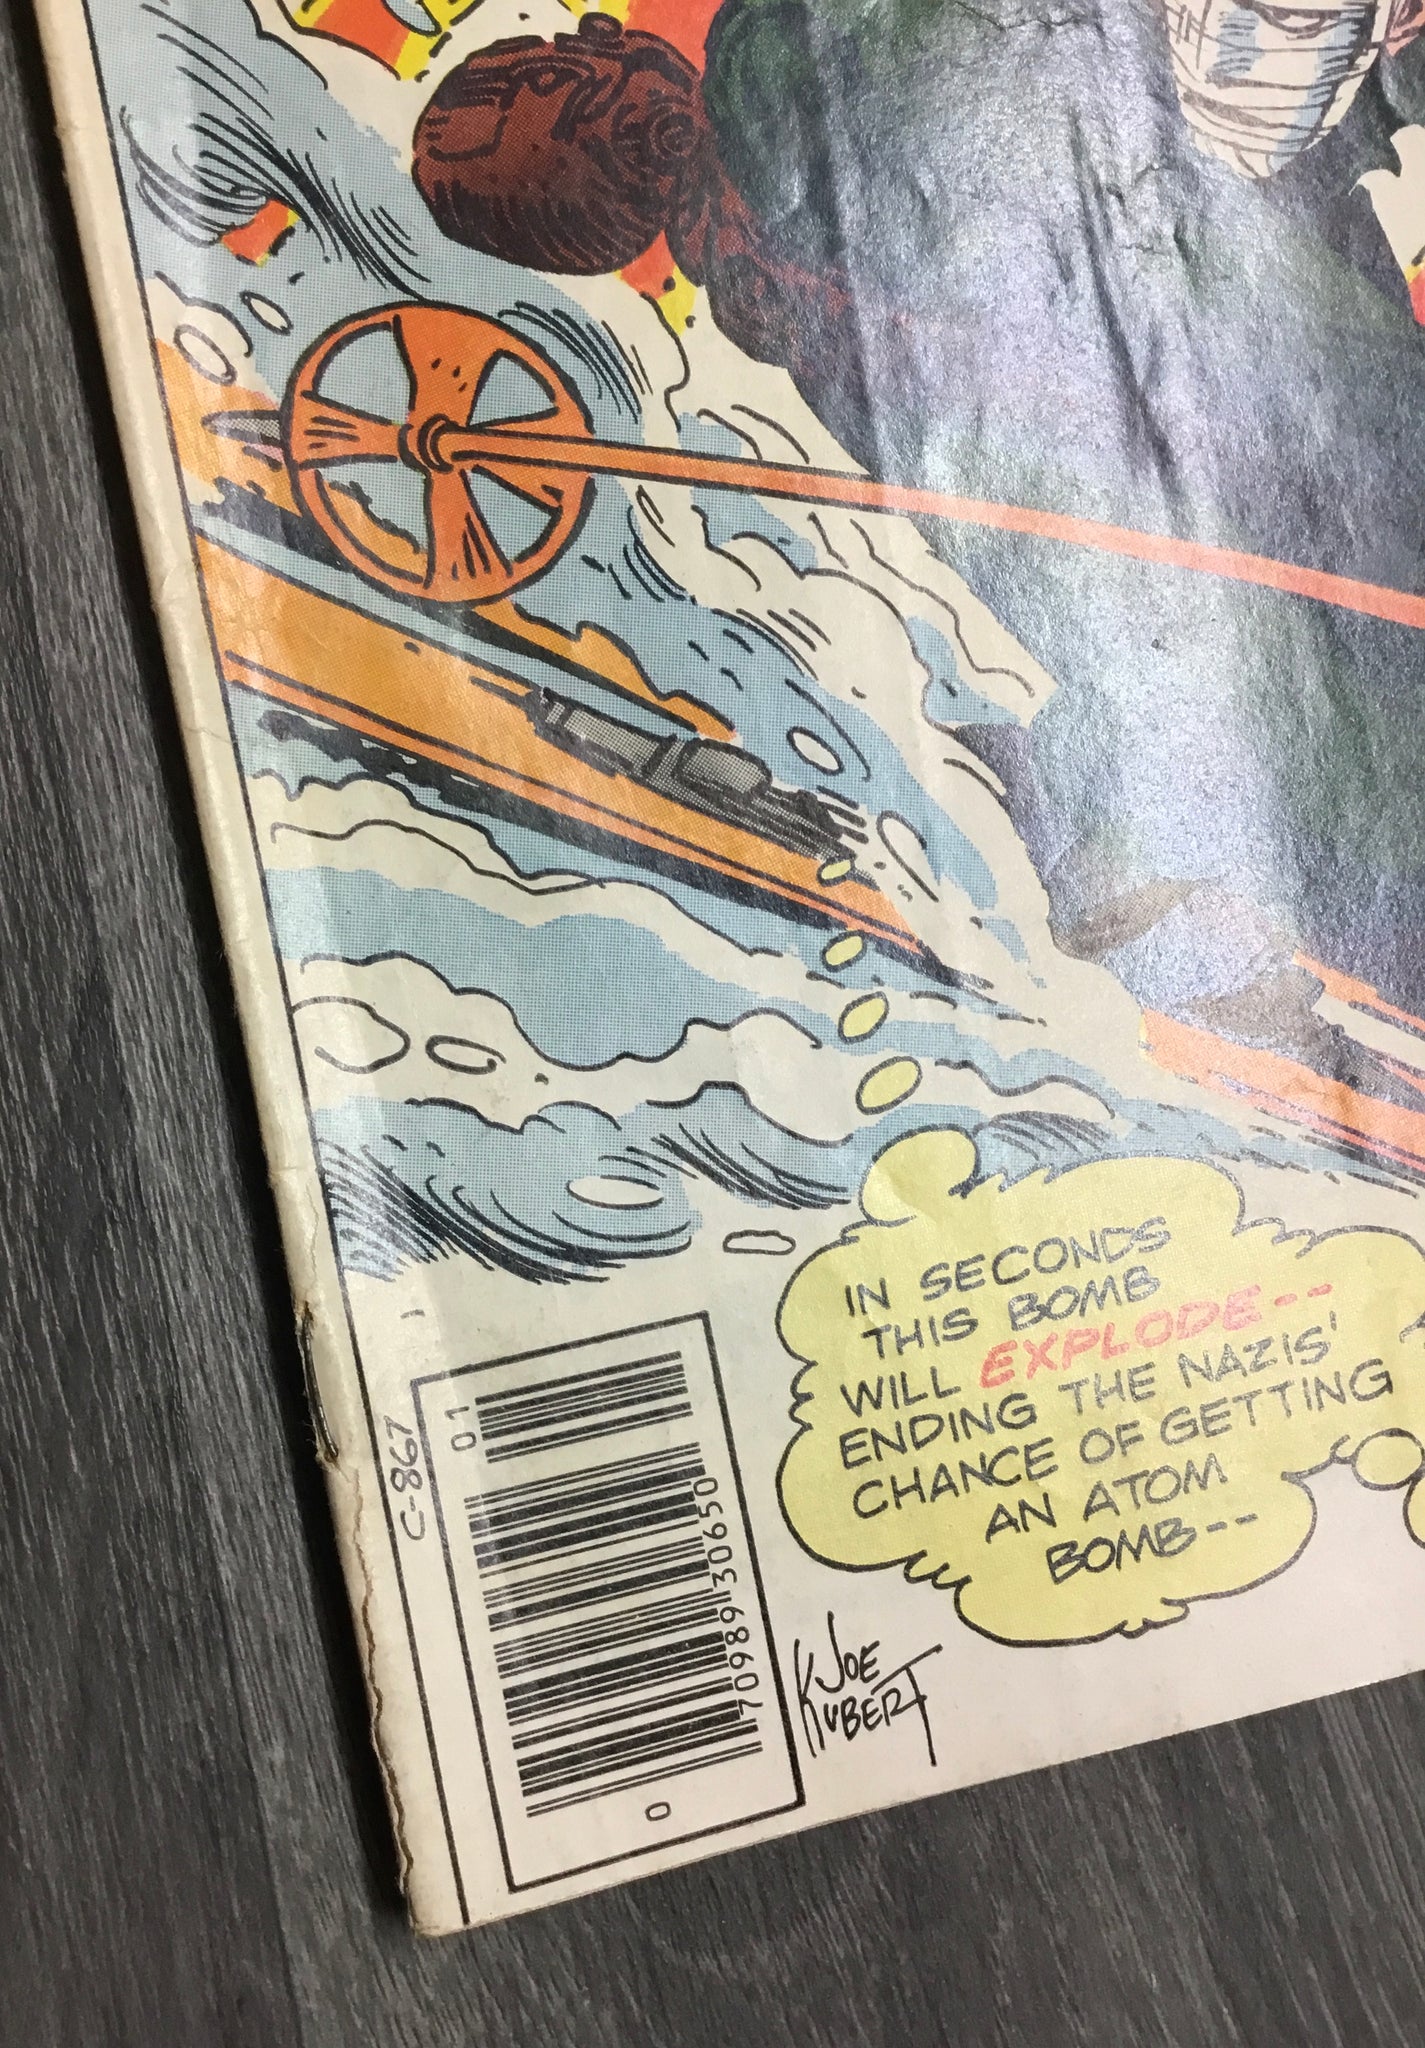 IN SECONDS
THIS BOMB
WILL EXPLODE--
ENDING THE NAZIS'
CHANCE OF GETTING
AN ATOM
BOMB--
C-867
01
70989 30650
0
JOE
KUBERT